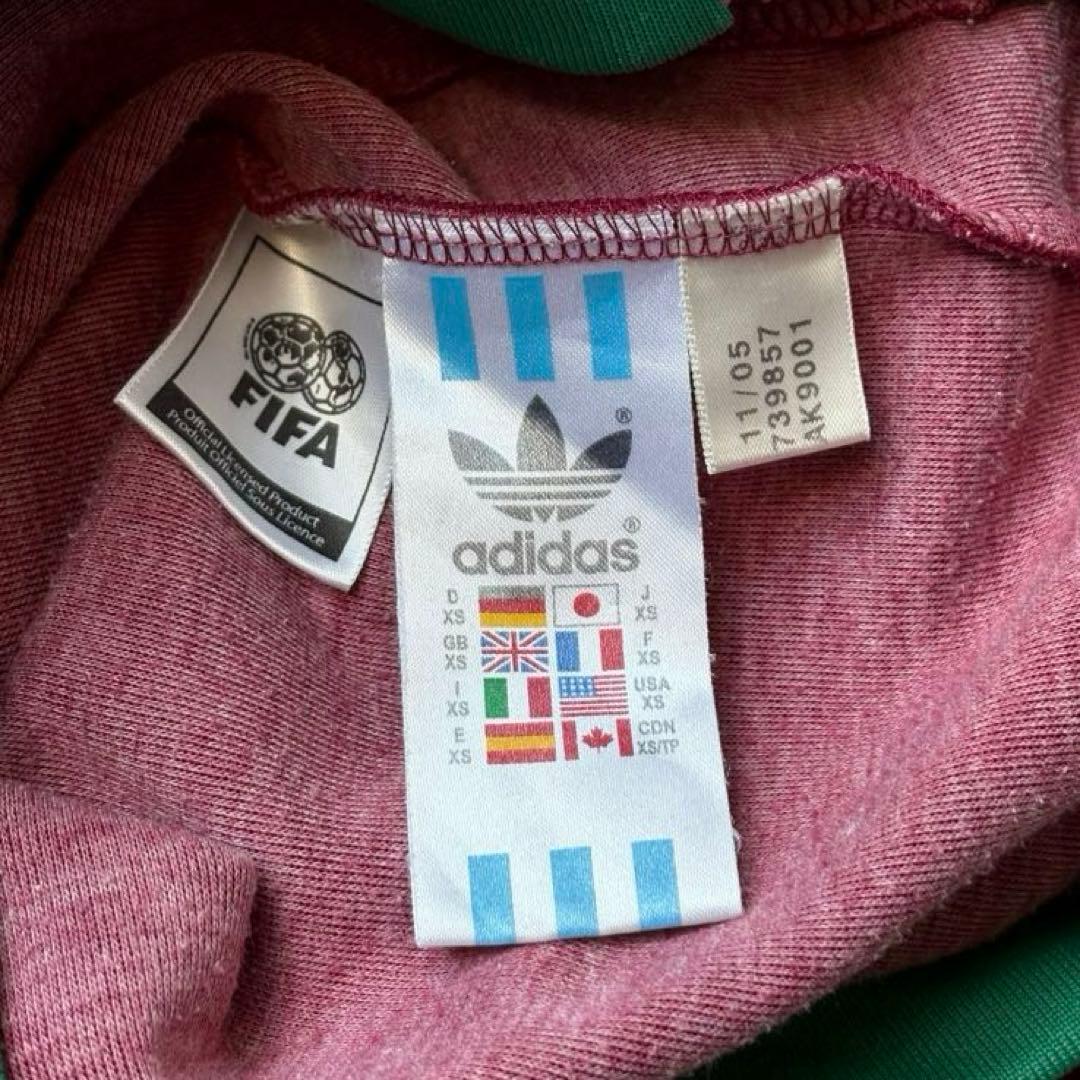 FIFA
Official Licensed Product
Produit Officiel Sous Licence
®
adidas®
D XS J XS
GB XS F XS
I XS USA XS
E XS CDN XS/TP
11/05
739857
AK9001